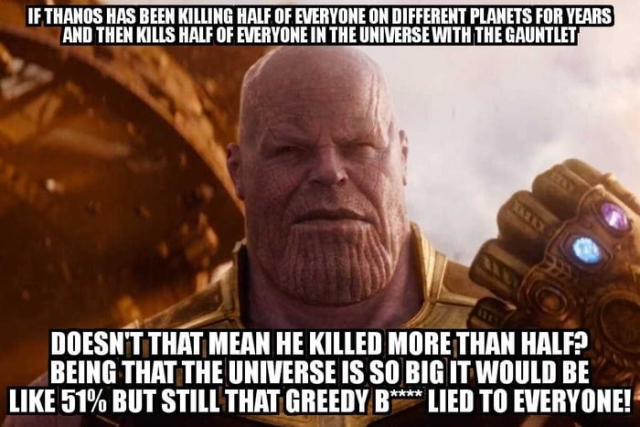 IF THANOS HAS BEEN KILLING HALF OF EVERYONE ON DIFFERENT PLANETS FOR YEARS
AND THEN KILLS HALF OF EVERYONE IN THE UNIVERSE WITH THE GAUNTLET
DOESN'T THAT MEAN HE KILLED MORE THAN HALF?
BEING THAT THE UNIVERSE IS SO BIG IT WOULD BE
LIKE 51% BUT STILL THAT GREEDY B**** LIED TO EVERYONE!